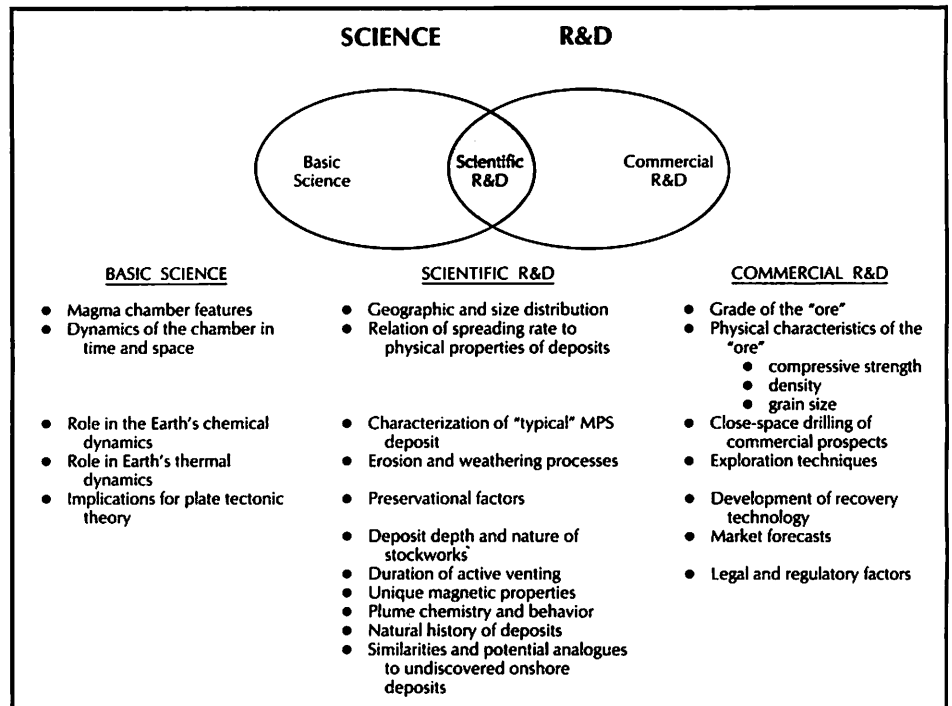 SCIENCE R&D
Basic
Science
Scientific
R&D
Commercial
R&D
BASIC SCIENCE
● Magma chamber features
● Dynamics of the chamber in
time and space
● Role in the Earth's chemical
dynamics
● Role in Earth's thermal
dynamics
● Implications for plate tectonic
theory
SCIENTIFIC R&D
● Geographic and size distribution
● Relation of spreading rate to
physical properties of deposits
● Characterization of "typical" MPS
deposit
● Erosion and weathering processes
● Preservational factors
● Deposit depth and nature of
stockworks
● Duration of active venting
● Unique magnetic properties
● Plume chemistry and behavior
● Natural history of deposits
● Similarities and potential analogues
to undiscovered onshore
deposits
COMMERCIAL R&D
● Grade of the "ore"
● Physical characteristics of the
"ore"
● compressive strength
● density
● grain size
● Close-space drilling of
commercial prospects
● Exploration techniques
● Development of recovery
technology
● Market forecasts
● Legal and regulatory factors